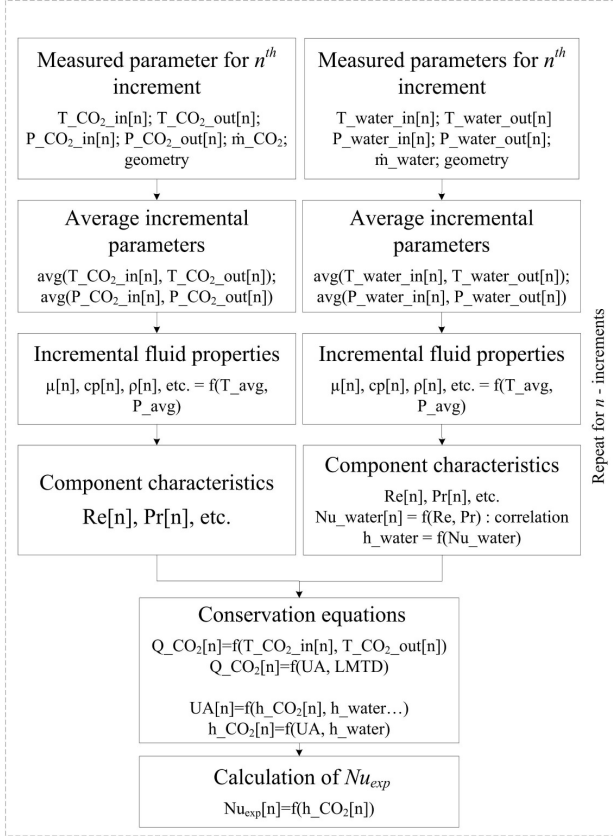 Measured parameter for nth
increment
T_CO₂_in[n]; T_CO₂_out[n];
P_CO₂_in[n]; P_CO₂_out[n]; ṁ_CO₂;
geometry
Measured parameters for nth
increment
T_water_in[n]; T_water_out[n]
P_water_in[n]; P_water_out[n];
ṁ_water; geometry
Average incremental
parameters
avg(T_CO₂_in[n], T_CO₂_out[n]);
avg(P_CO₂_in[n], P_CO₂_out[n])
Average incremental
parameters
avg(T_water_in[n], T_water_out[n]);
avg(P_water_in[n], P_water_out[n])
Incremental fluid properties
µ[n], cp[n], ρ[n], etc. = f(T_avg,
P_avg)
Incremental fluid properties
µ[n], cp[n], ρ[n], etc. = f(T_avg,
P_avg)
Component characteristics
Re[n], Pr[n], etc.
Component characteristics
Re[n], Pr[n], etc.
Nu_water[n] = f(Re, Pr) : correlation
h_water = f(Nu_water)
Conservation equations
Q_CO₂[n]=f(T_CO₂_in[n], T_CO₂_out[n])
Q_CO₂[n]=f(UA, LMTD)
UA[n]=f(h_CO₂[n], h_water…)
h_CO₂[n]=f(UA, h_water)
Calculation of Nuexp
Nuexp[n]=f(h_CO₂[n])
Repeat for n - increments